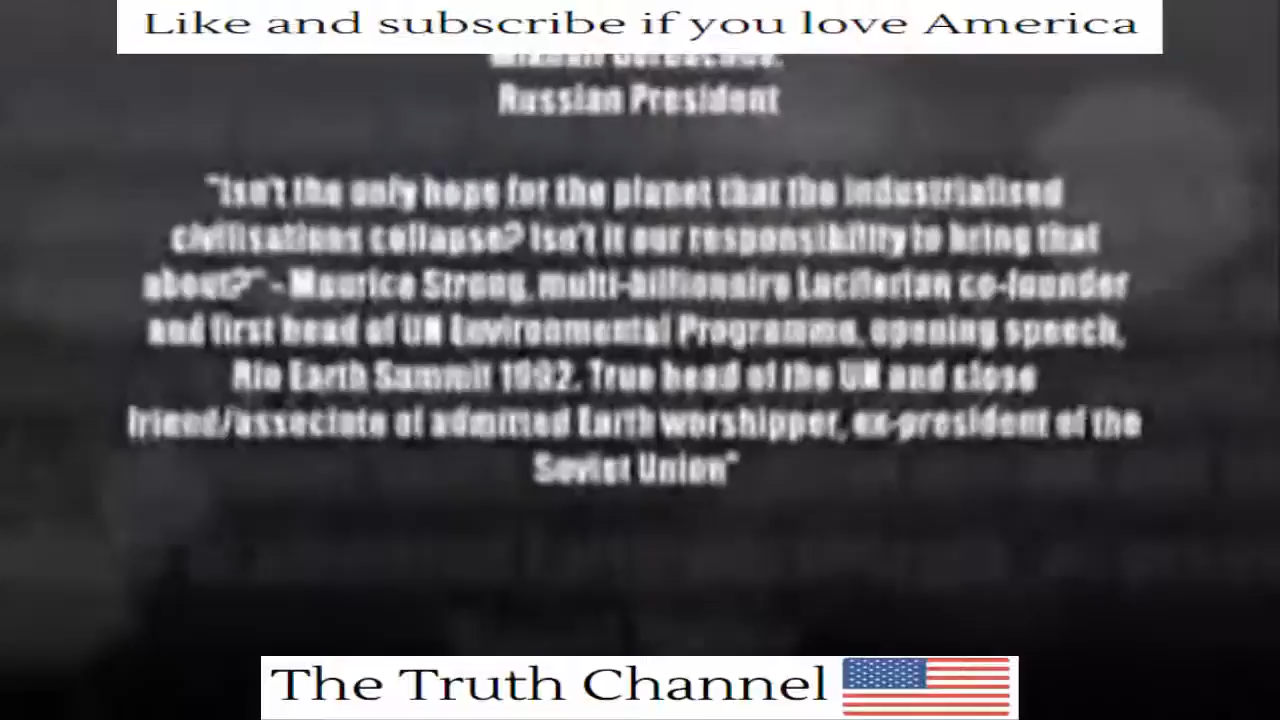 Like and subscribe if you love America
Mikhail Gorbachus.
Russian President
"Isn't the only hope for the planet that the industrialised
civilisations collapse? Isn't it our responsibility to bring that
about?" - Maurice Strong, multi-billionaire Luciferian co-founder
and first head of UN Environmental Programme, opening speech,
Rio Earth Summit 1992. True head of the UN and close
friend/associate of admitted Earth worshipper, ex-president of the
Soviet Union"
The Truth Channel